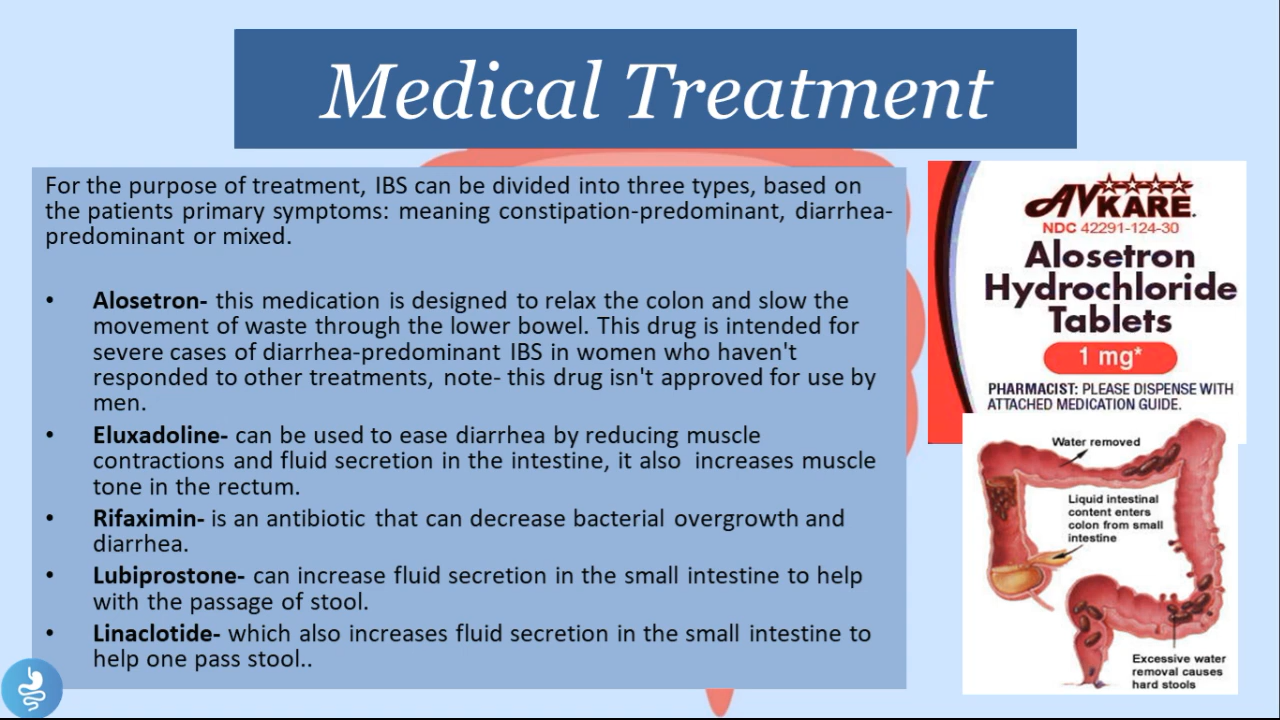 Medical Treatment
For the purpose of treatment, IBS can be divided into three types, based on
the patients primary symptoms: meaning constipation-predominant, diarrhea-
predominant or mixed.
• Alosetron- this medication is designed to relax the colon and slow the
movement of waste through the lower bowel. This drug is intended for
severe cases of diarrhea-predominant IBS in women who haven't
responded to other treatments, note- this drug isn't approved for use by
men.
• Eluxadoline- can be used to ease diarrhea by reducing muscle
contractions and fluid secretion in the intestine, it also increases muscle
tone in the rectum.
• Rifaximin- is an antibiotic that can decrease bacterial overgrowth and
diarrhea.
• Lubiprostone- can increase fluid secretion in the small intestine to help
with the passage of stool.
• Linaclotide- which also increases fluid secretion in the small intestine to
help one pass stool..
AVKARE.
NDC 42291-124-30
Alosetron
Hydrochloride
Tablets
1 mg*
PHARMACIST: PLEASE DISPENSE WITH
ATTACHED MEDICATION GUIDE.
Water removed
Liquid intestinal
content enters
colon from small
intestine
Excessive water
removal causes
hard stools